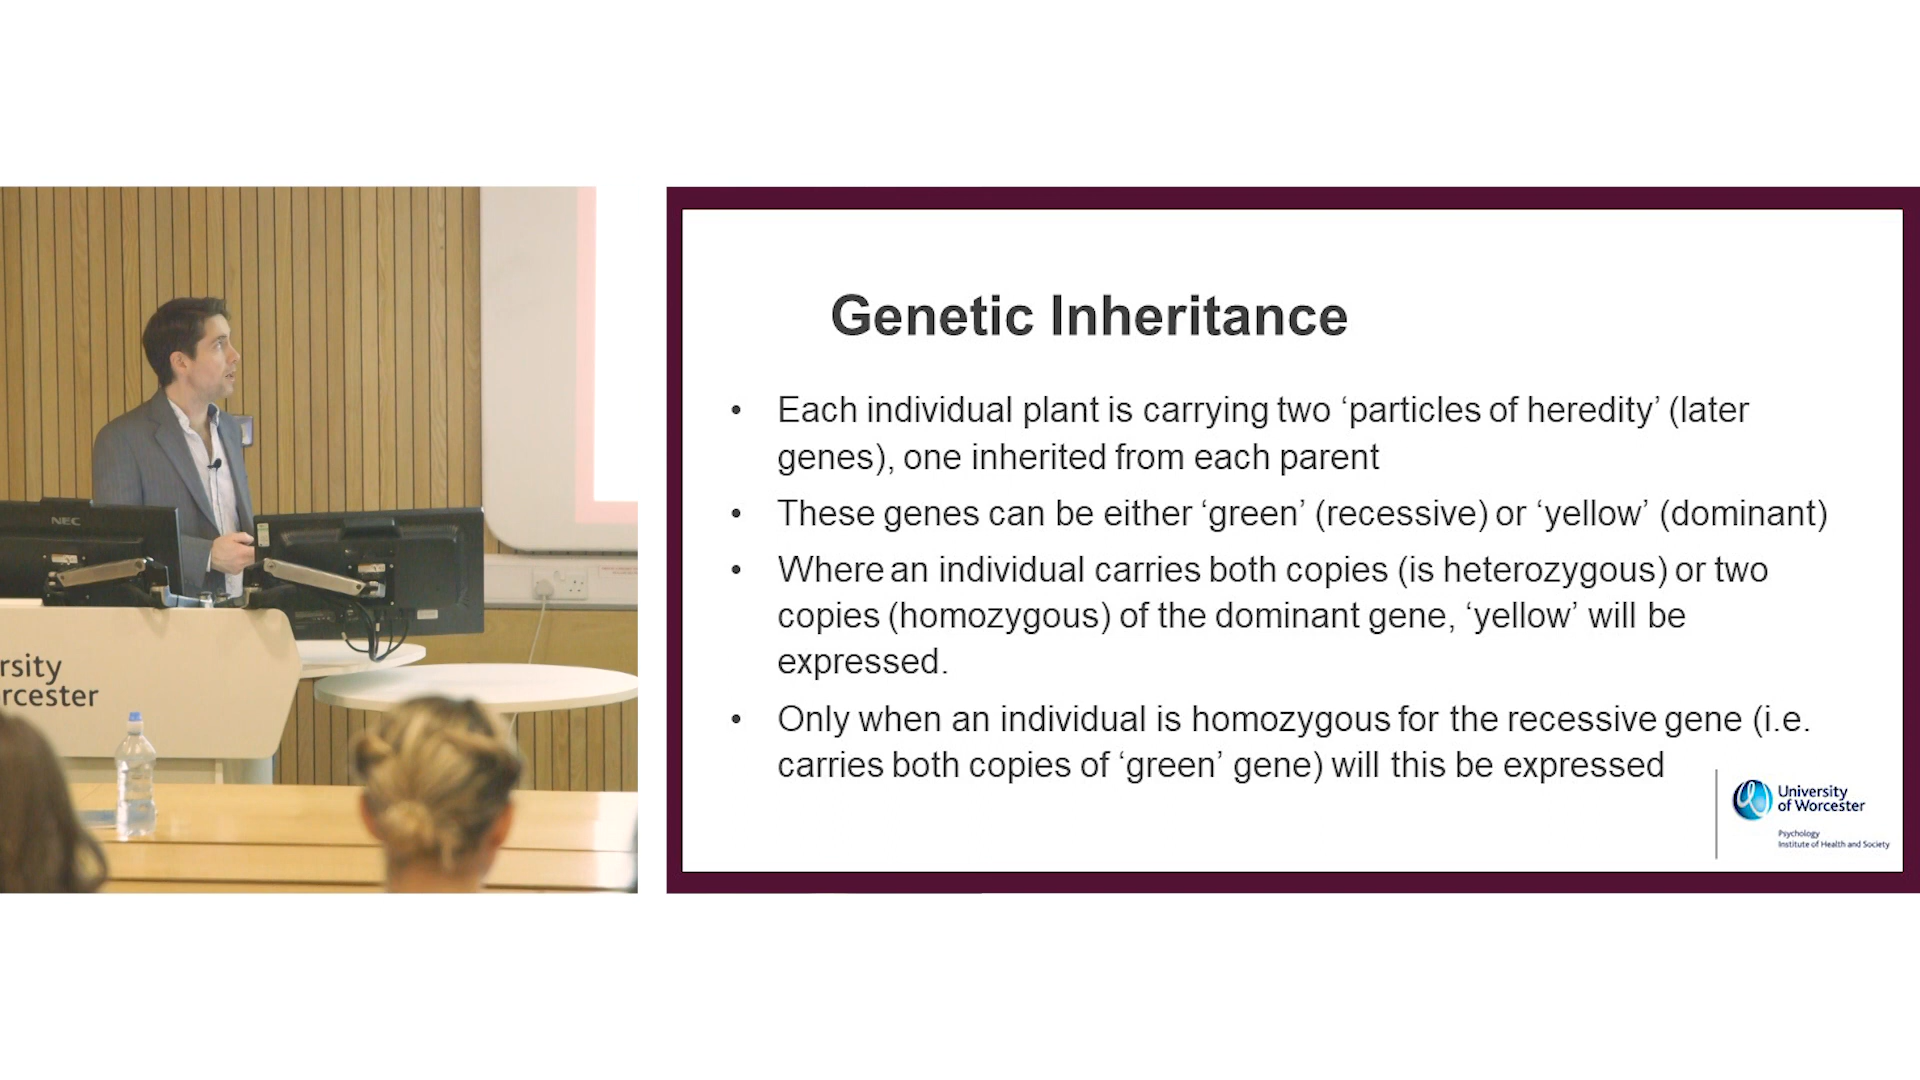 NEC
rsity
rcester
Genetic Inheritance
• Each individual plant is carrying two ‘particles of heredity’ (later
genes), one inherited from each parent
• These genes can be either ‘green’ (recessive) or ‘yellow’ (dominant)
• Where an individual carries both copies (is heterozygous) or two
copies (homozygous) of the dominant gene, ‘yellow’ will be
expressed.
• Only when an individual is homozygous for the recessive gene (i.e.
carries both copies of ‘green’ gene) will this be expressed
University
of Worcester
Psychology
Institute of Health and Society